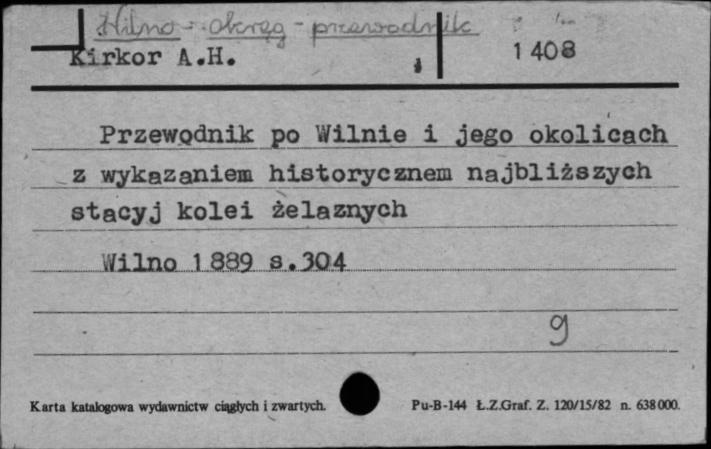 Wilno - okręg - przewodnik
Kirkor A.H.
1408
Przewodnik po Wilnie i jego okolicach
z wykazaniem historycznem najbliższych
stacyj kolei żelaznych
Wilno 1889 s.304
g
Karta katalogowa wydawnictw ciągłych i zwartych.
Pu-B-144 Ł.Z.Graf. Z. 120/15/82 n. 638000.